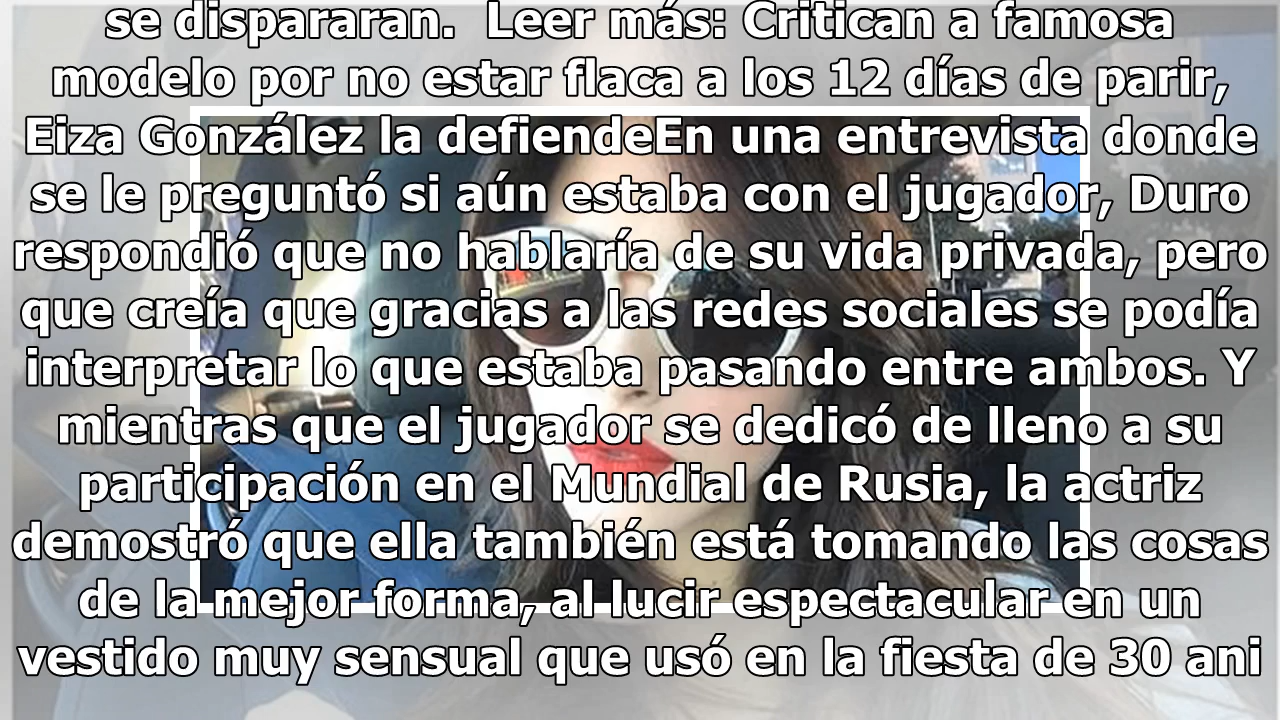 se dispararan.  Leer más: Critican a famosa
modelo por no estar flaca a los 12 días de parir,
Eiza González la defiendeEn una entrevista donde
se le preguntó si aún estaba con el jugador, Duro
respondió que no hablaría de su vida privada, pero
que creía que gracias a las redes sociales se podía
interpretar lo que estaba pasando entre ambos. Y
mientras que el jugador se dedicó de lleno a su
participación en el Mundial de Rusia, la actriz
demostró que ella también está tomando las cosas
de la mejor forma, al lucir espectacular en un
vestido muy sensual que usó en la fiesta de 30 ani